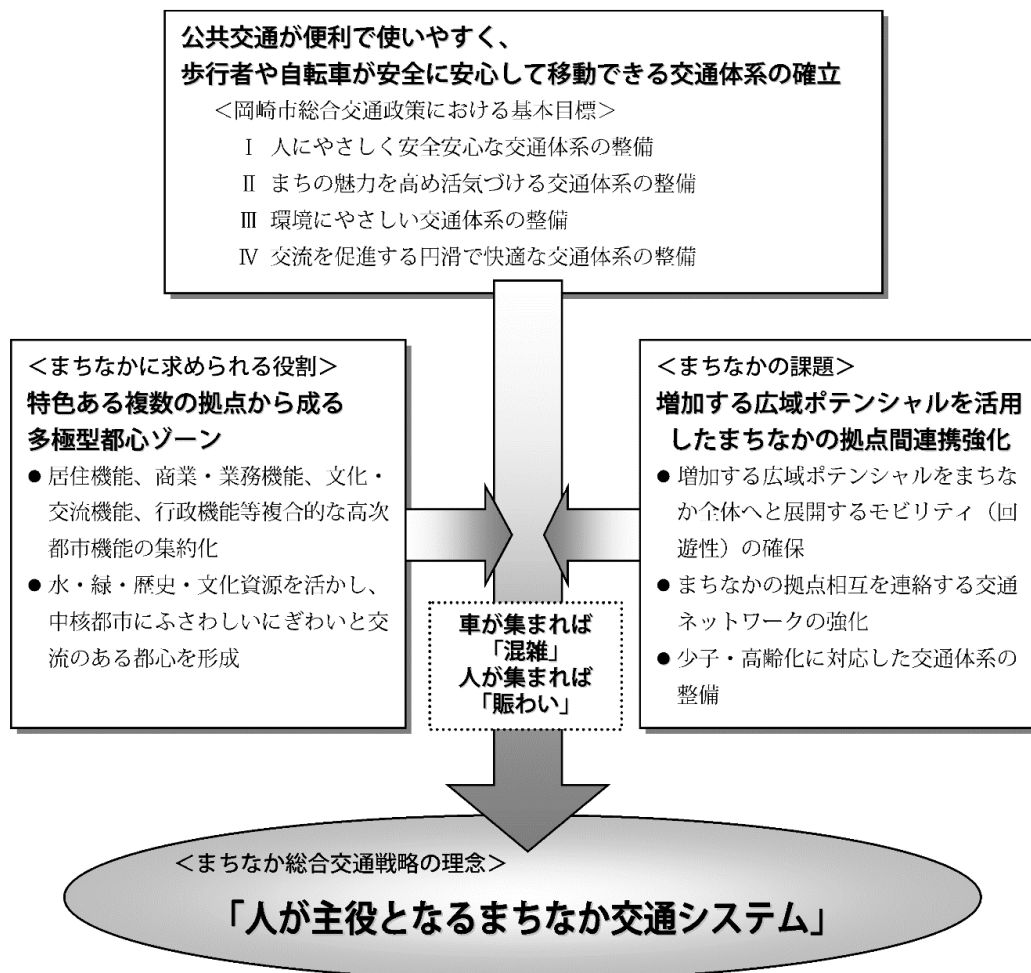 公共交通が便利で使いやすく、
歩行者や自転車が安全に安心して移動できる交通体系の確立
＜岡崎市総合交通政策における基本目標＞
Ⅰ 人にやさしく安全安心な交通体系の整備
Ⅱ まちの魅力を高め活気づける交通体系の整備
Ⅲ 環境にやさしい交通体系の整備
Ⅳ 交流を促進する円滑で快適な交通体系の整備
＜まちなかに求められる役割＞
特色ある複数の拠点から成る
多極型都心ゾーン
● 居住機能、商業・業務機能、文化・
交流機能、行政機能等複合的な高次
都市機能の集約化
● 水・緑・歴史・文化資源を活かし、
中核都市にふさわしいにぎわいと交
流のある都心を形成
＜まちなかの課題＞
増加する広域ポテンシャルを活用
したまちなかの拠点間連携強化
● 増加する広域ポテンシャルをまちな
か全体へと展開するモビリティ（回
遊性）の確保
● まちなかの拠点相互を連絡する交通
ネットワークの強化
● 少子・高齢化に対応した交通体系の
整備
車が集まれば
「混雑」
人が集まれば
「賑わい」
＜まちなか総合交通戦略の理念＞
「人が主役となるまちなか交通システム」